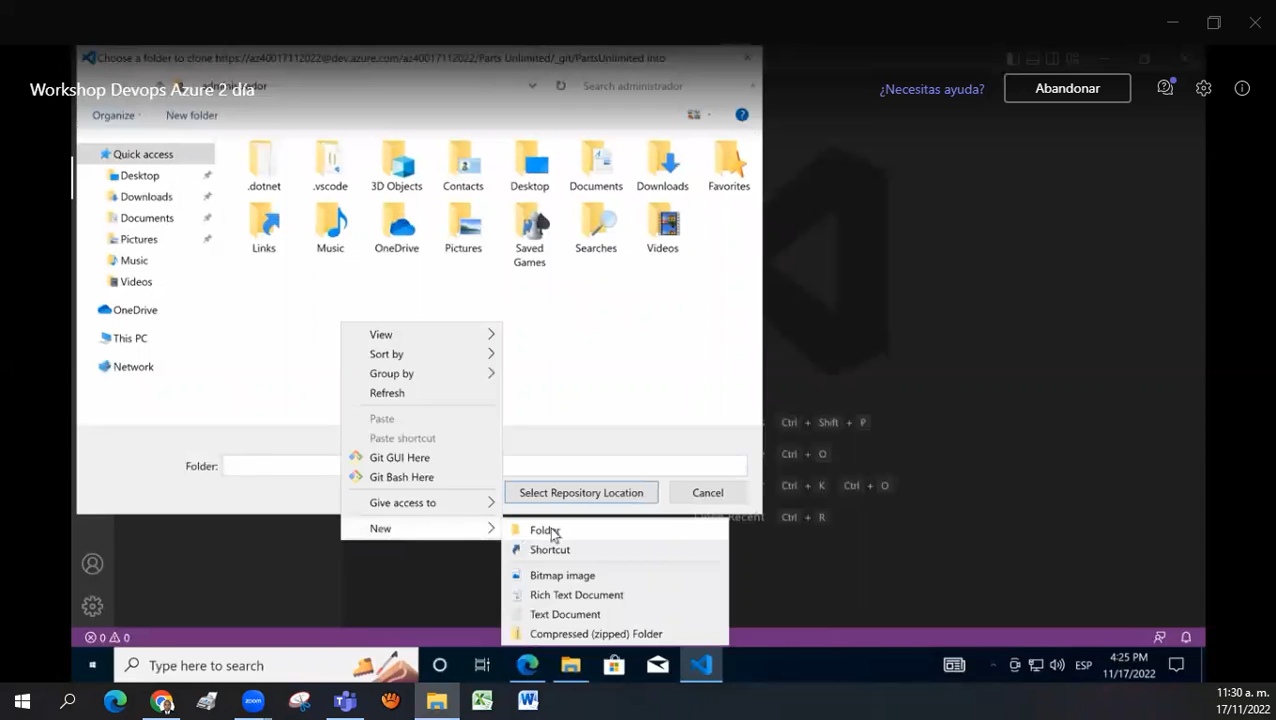 Choose a folder to clone https://az40017112022@dev.azure.com/az40017112022/Parts Unlimited/_git/PartsUnlimited into
administrador
Search administrador
Workshop Devops Azure 2 día
¿Necesitas ayuda?
Abandonar
Organize
New folder
Quick access
Desktop
Downloads
Documents
Pictures
Music
Videos
OneDrive
This PC
Network
.dotnet
.vscode
3D Objects
Contacts
Desktop
Documents
Downloads
Favorites
Links
Music
OneDrive
Pictures
Saved
Games
Searches
Videos
View
Sort by
Group by
Refresh
Paste
Paste shortcut
Git GUI Here
Git Bash Here
Give access to
New
Folder:
Select Repository Location
Cancel
Folder
Shortcut
Bitmap image
Rich Text Document
Text Document
Compressed (zipped) Folder
Ctrl + Shift + P
Ctrl + O
Ctrl + K Ctrl + O
Recent Ctrl + R
0 0
Type here to search
ESP
4:25 PM
11/17/2022
zoom
11:30 a. m.
17/11/2022